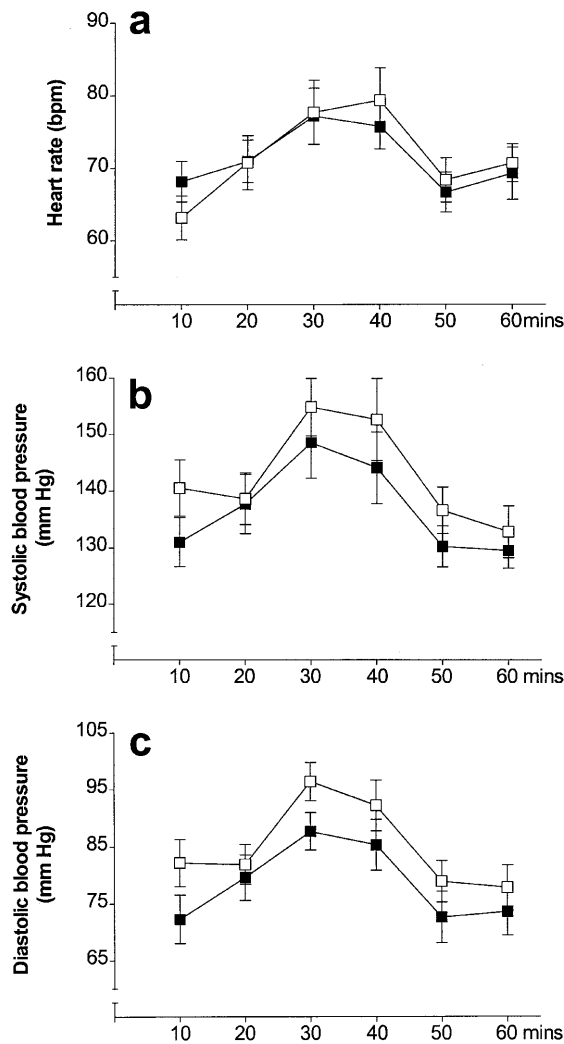 a
Heart rate (bpm)
90
80
70
60
10 20 30 40 50 60mins
b
Systolic blood pressure
(mm Hg)
160
150
140
130
120
10 20 30 40 50 60 mins
c
Diastolic blood pressure
(mm Hg)
105
95
85
75
65
10 20 30 40 50 60 mins